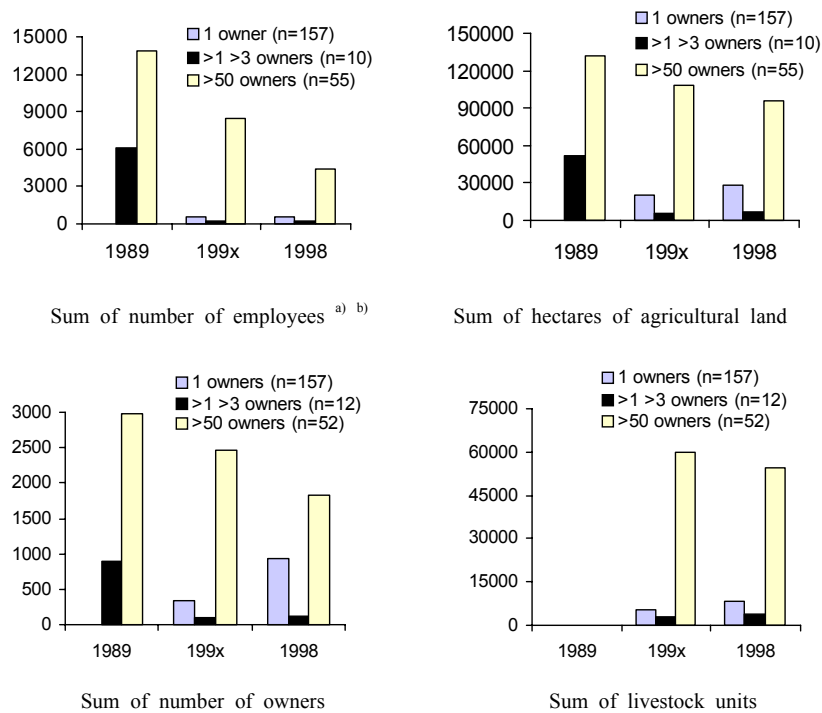 1 owner (n=157)
>1 >3 owners (n=10)
>50 owners (n=55)
15000
12000
9000
6000
3000
0
1989
199x
1998
Sum of number of employees a) b)
1 owners (n=157)
>1 >3 owners (n=10)
>50 owners (n=55)
150000
120000
90000
60000
30000
0
1989
199x
1998
Sum of hectares of agricultural land
1 owners (n=157)
>1 >3 owners (n=12)
>50 owners (n=52)
3000
2500
2000
1500
1000
500
0
1989
199x
1998
Sum of number of owners
1 owners (n=157)
>1 >3 owners (n=12)
>50 owners (n=52)
75000
60000
45000
30000
15000
0
1989
199x
1998
Sum of livestock units